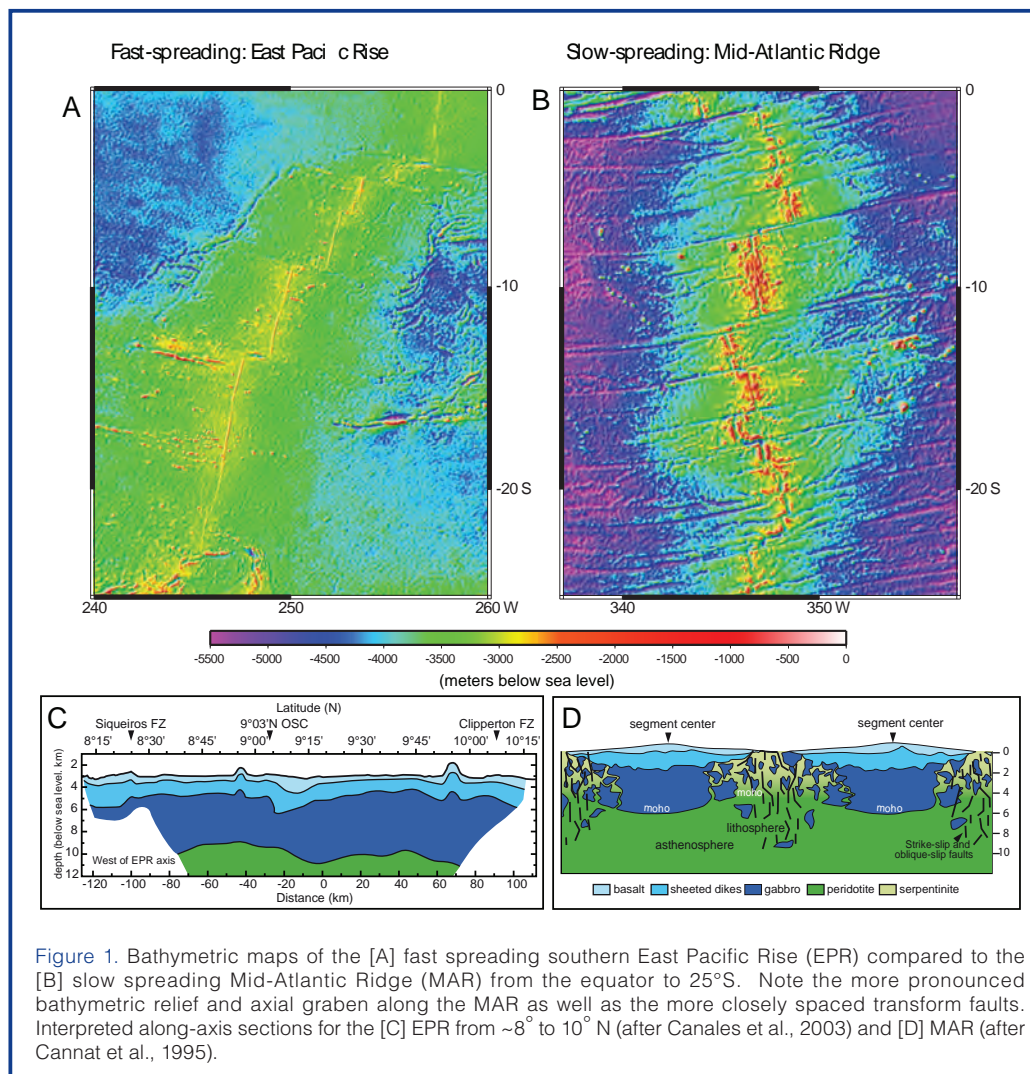 Fast-spreading: East Paci c Rise
Slow-spreading: Mid-Atlantic Ridge
A
B
0
-10
-20 S
0
-10
-20 S
240
250
260 W
340
350 W
-5500 -5000 -4500 -4000 -3500 -3000 -2500 -2000 -1500 -1000 -500 0
(meters below sea level)
C
Latitude (N)
Siqueiros FZ
9°03'N OSC
Clipperton FZ
8°15' 8°30' 8°45' 9°00' 9°15' 9°30' 9°45' 10°00' 10°15'
depth (below sea level, km)
2
4
6
8
10
12
West of EPR axis
-120 -100 -80 -60 -40 -20 0 20 40 60 80 100
Distance (km)
D
segment center
segment center
0
2
4
6
8
10
moho
moho
moho
lithosphere
asthenosphere
Strike-slip and
oblique-slip faults
basalt sheeted dikes gabbro peridotite serpentinite
Figure 1. Bathymetric maps of the [A] fast spreading southern East Pacific Rise (EPR) compared to the
[B] slow spreading Mid-Atlantic Ridge (MAR) from the equator to 25°S. Note the more pronounced
bathymetric relief and axial graben along the MAR as well as the more closely spaced transform faults.
Interpreted along-axis sections for the [C] EPR from ~8° to 10° N (after Canales et al., 2003) and [D] MAR (after
Cannat et al., 1995).